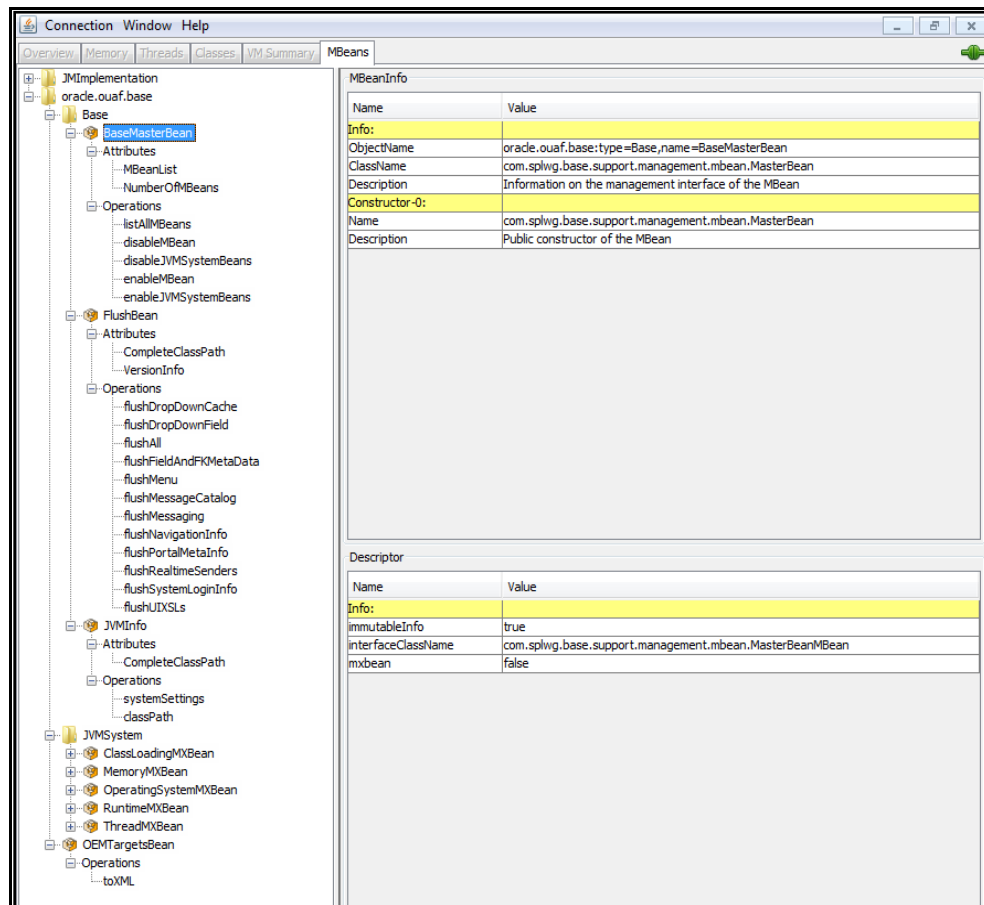 Connection Window Help
Overview Memory Threads Classes VM Summary MBeans
JMImplementation
oracle.ouaf.base
Base
BaseMasterBean
Attributes
MBeanList
NumberOfMBeans
Operations
listAllMBeans
disableMBean
disableJVMSystemBeans
enableMBean
enableJVMSystemBeans
FlushBean
Attributes
CompleteClassPath
VersionInfo
Operations
flushDropDownCache
flushDropDownField
flushAll
flushFieldAndFKMetaData
flushMenu
flushMessageCatalog
flushMessaging
flushNavigationInfo
flushPortalMetaInfo
flushRealtimeSenders
flushSystemLoginInfo
flushUIXSLs
JVMInfo
Attributes
CompleteClassPath
Operations
systemSettings
classPath
JVMSystem
ClassLoadingMXBean
MemoryMXBean
OperatingSystemMXBean
RuntimeMXBean
ThreadMXBean
OEMTargetsBean
Operations
toXML
MBeanInfo
Name Value
Info:
ObjectName oracle.ouaf.base:type=Base,name=BaseMasterBean
ClassName com.splwg.base.support.management.mbean.MasterBean
Description Information on the management interface of the MBean
Constructor-0:
Name com.splwg.base.support.management.mbean.MasterBean
Description Public constructor of the MBean
Descriptor
Name Value
Info:
immutableInfo true
interfaceClassName com.splwg.base.support.management.mbean.MasterBeanMBean
mxbean false